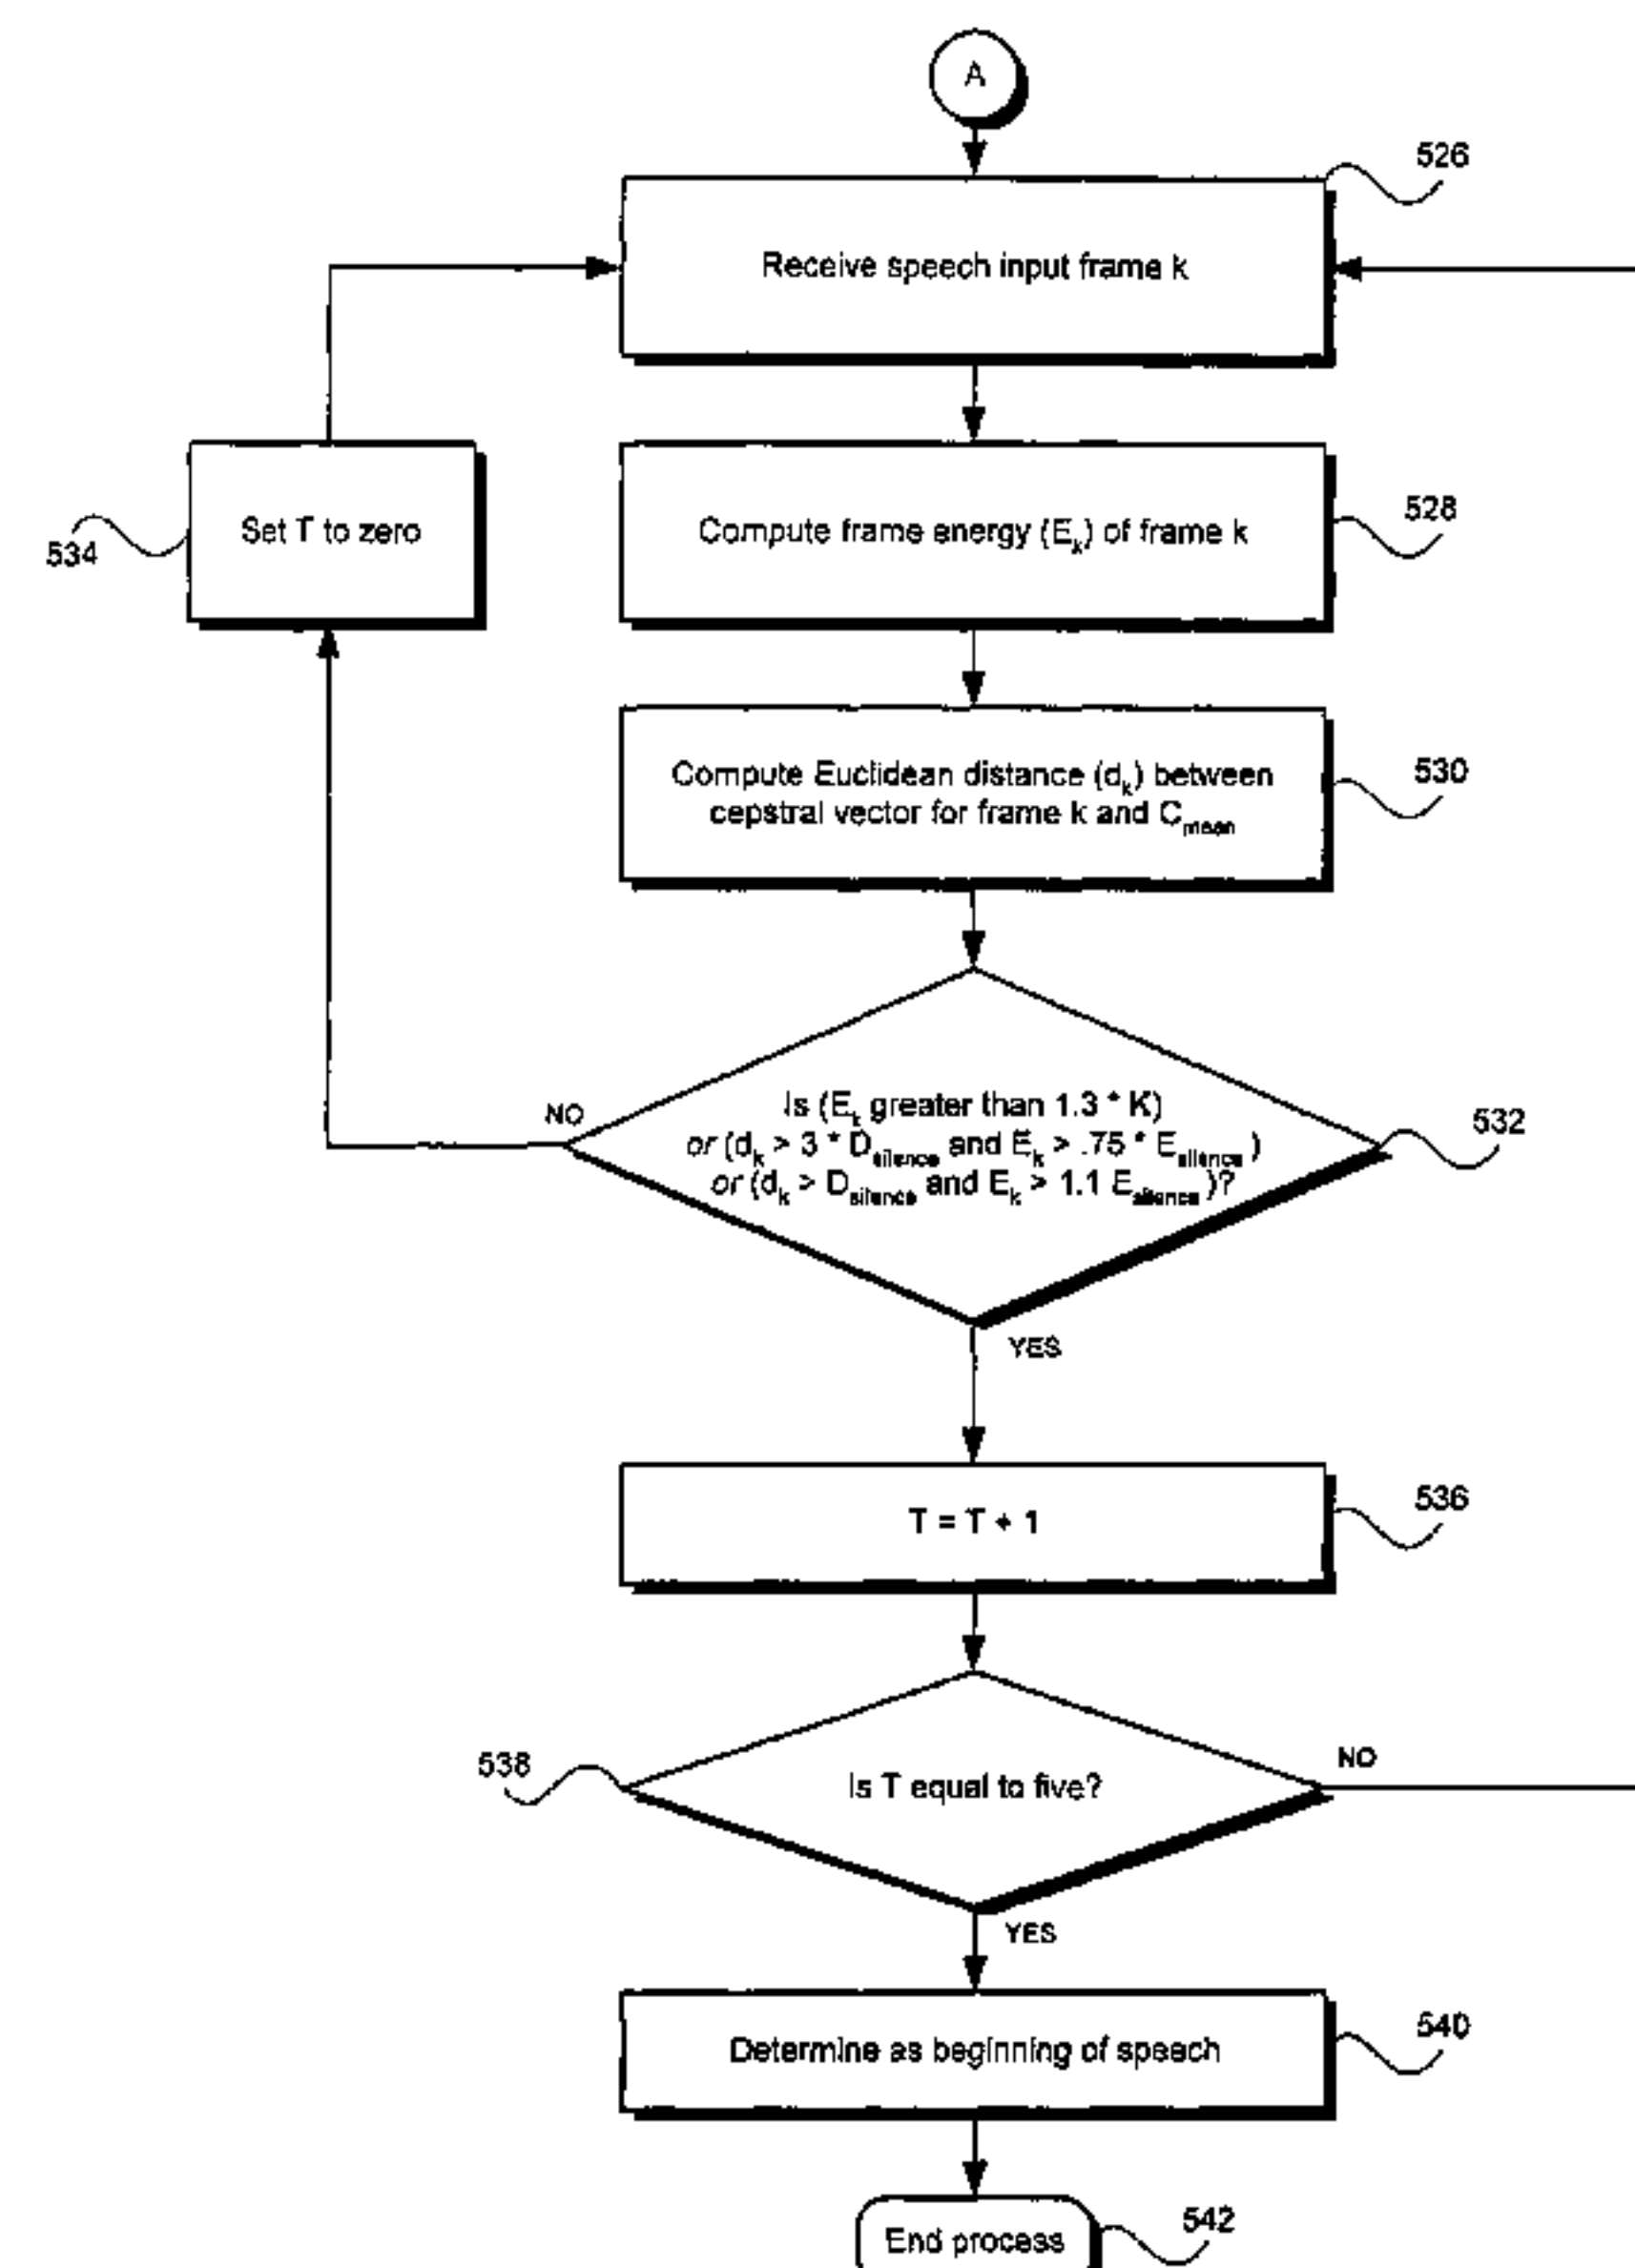 A
526
Receive speech input frame k
528
Compute frame energy (Ek) of frame k
Set T to zero
534
530
Compute Euclidean distance (dk) between
cepstral vector for frame k and Cmean
NO
Is (Ek greater than 1.3 * K)
or (dk > 3 * Dsilence and Ek > .75 * Esilence )
or (dk > Dsilence and Ek > 1.1 Esilence )?
532
YES
536
T = T + 1
538
Is T equal to five?
NO
YES
540
Determine as beginning of speech
End process
542